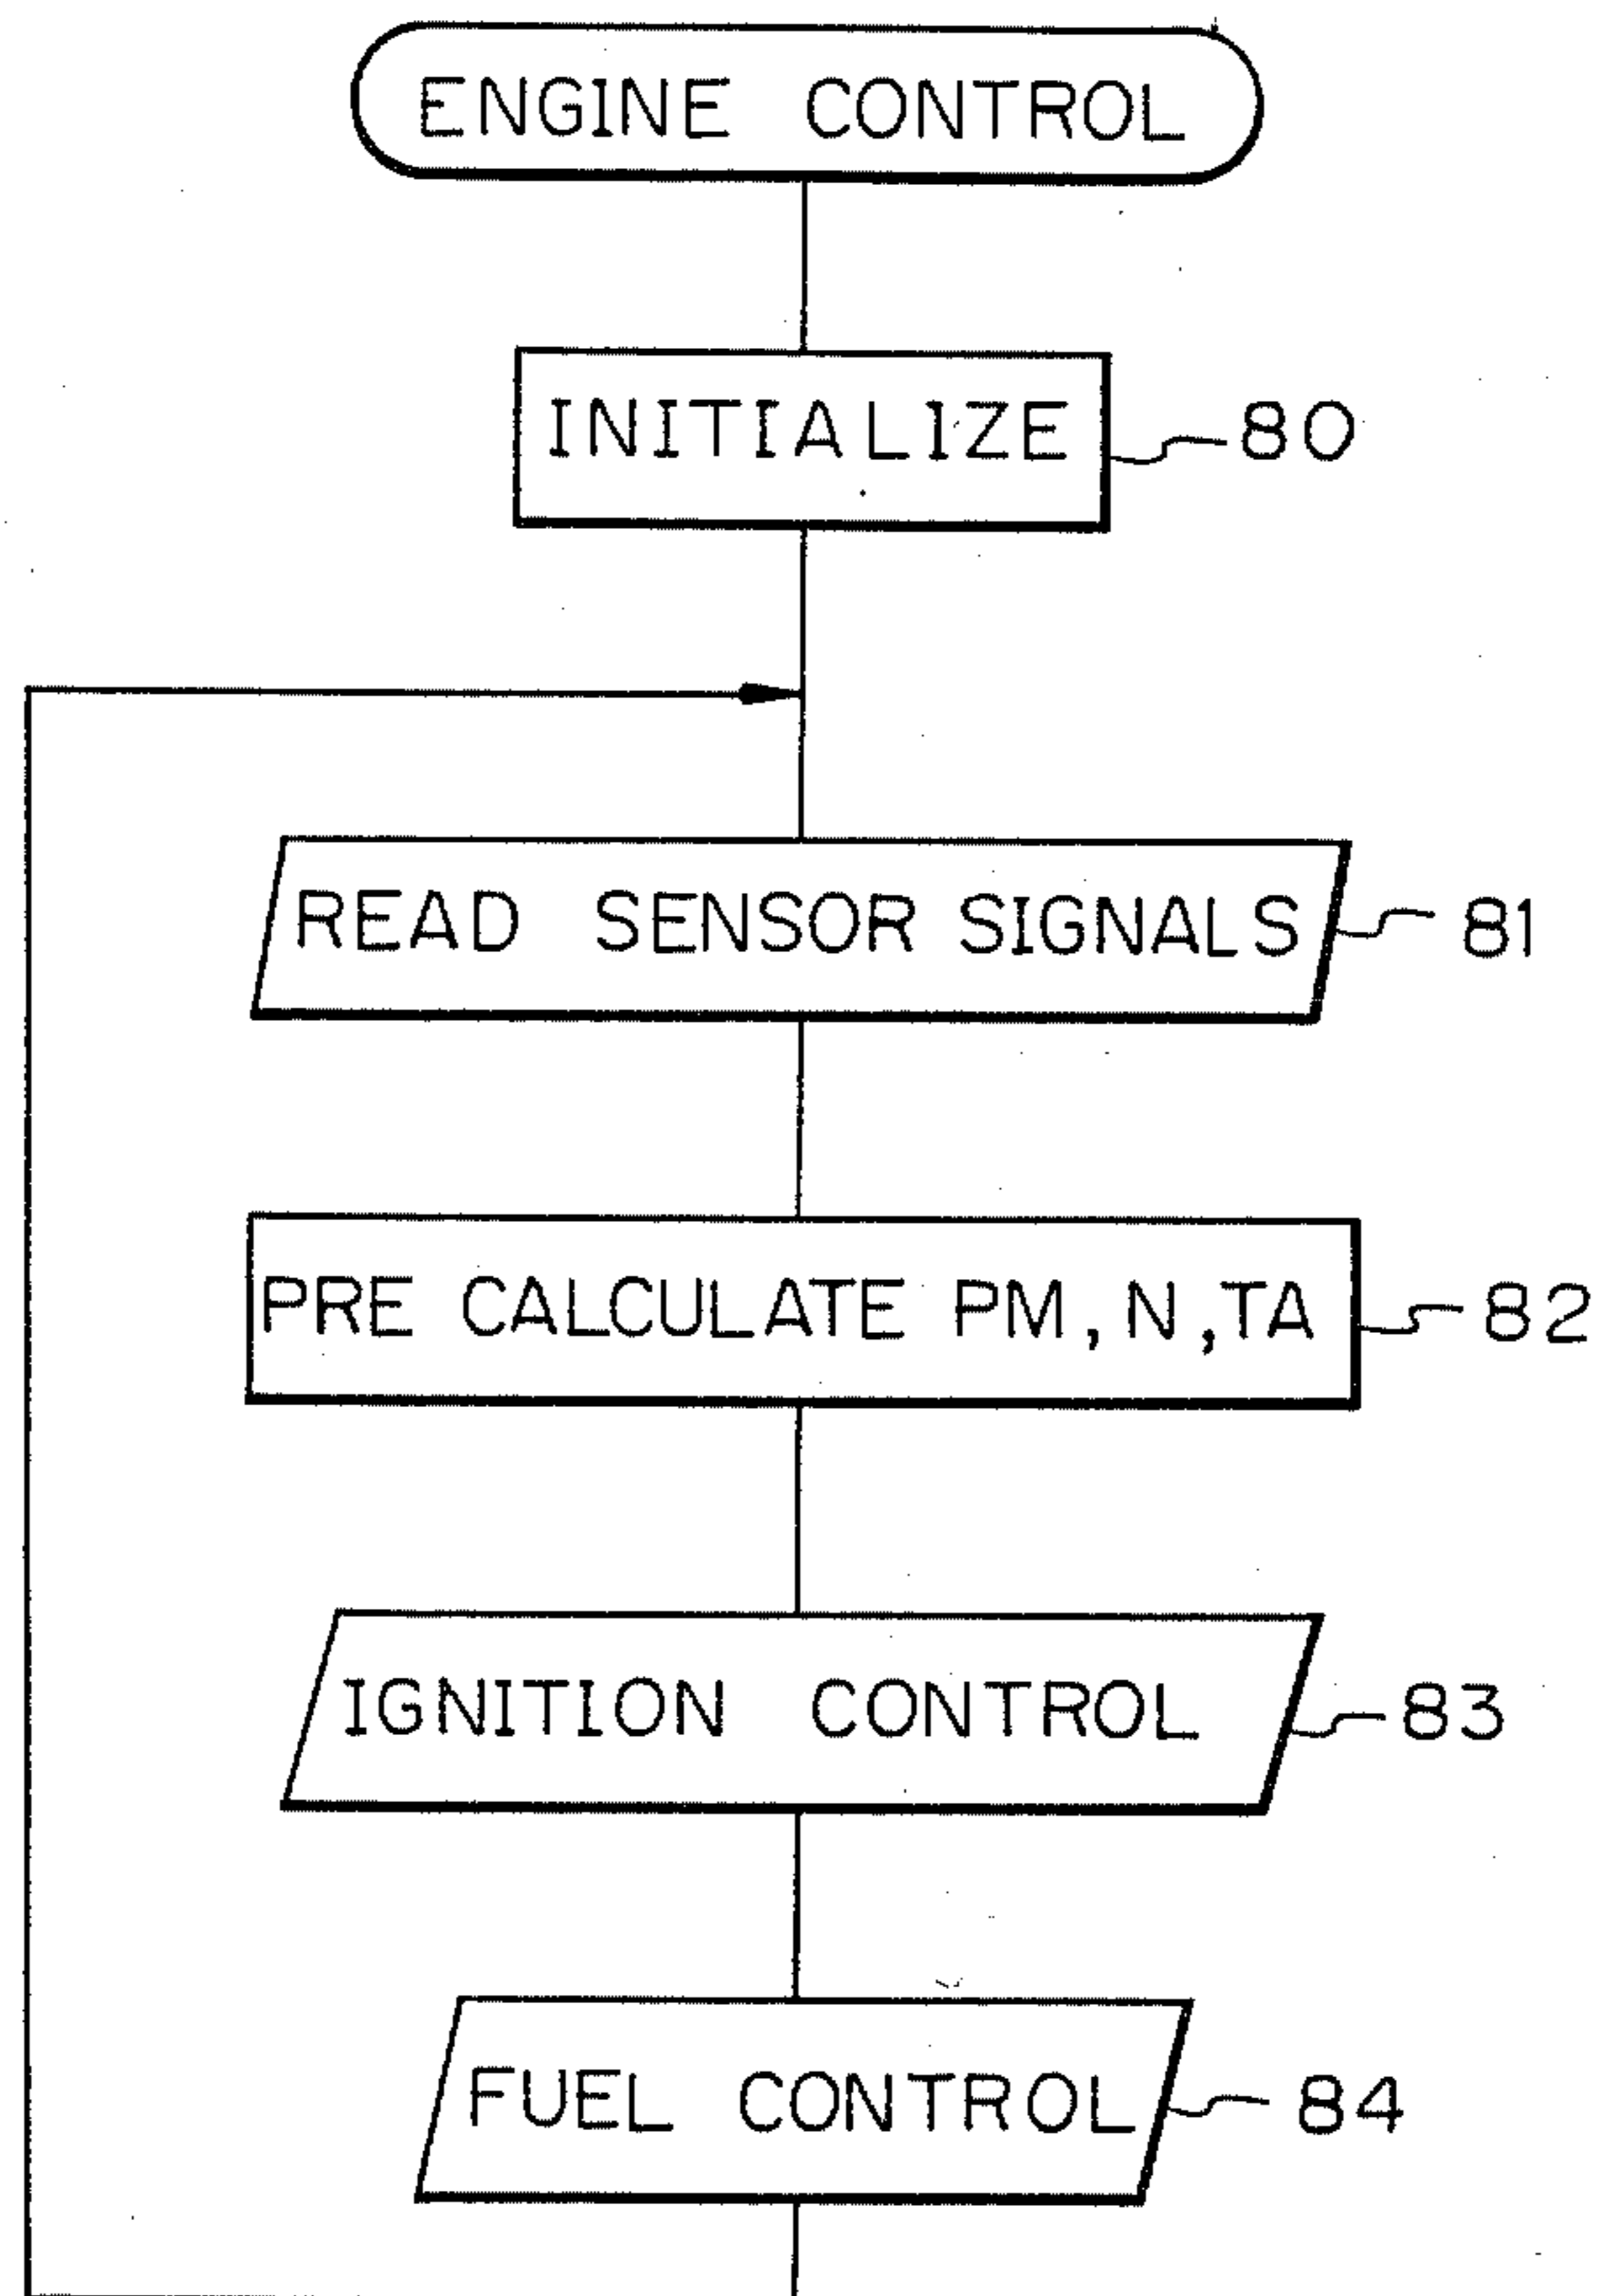 ENGINE CONTROL
INITIALIZE 80
READ SENSOR SIGNALS 81
PRE CALCULATE PM, N, TA 82
IGNITION CONTROL 83
FUEL CONTROL 84